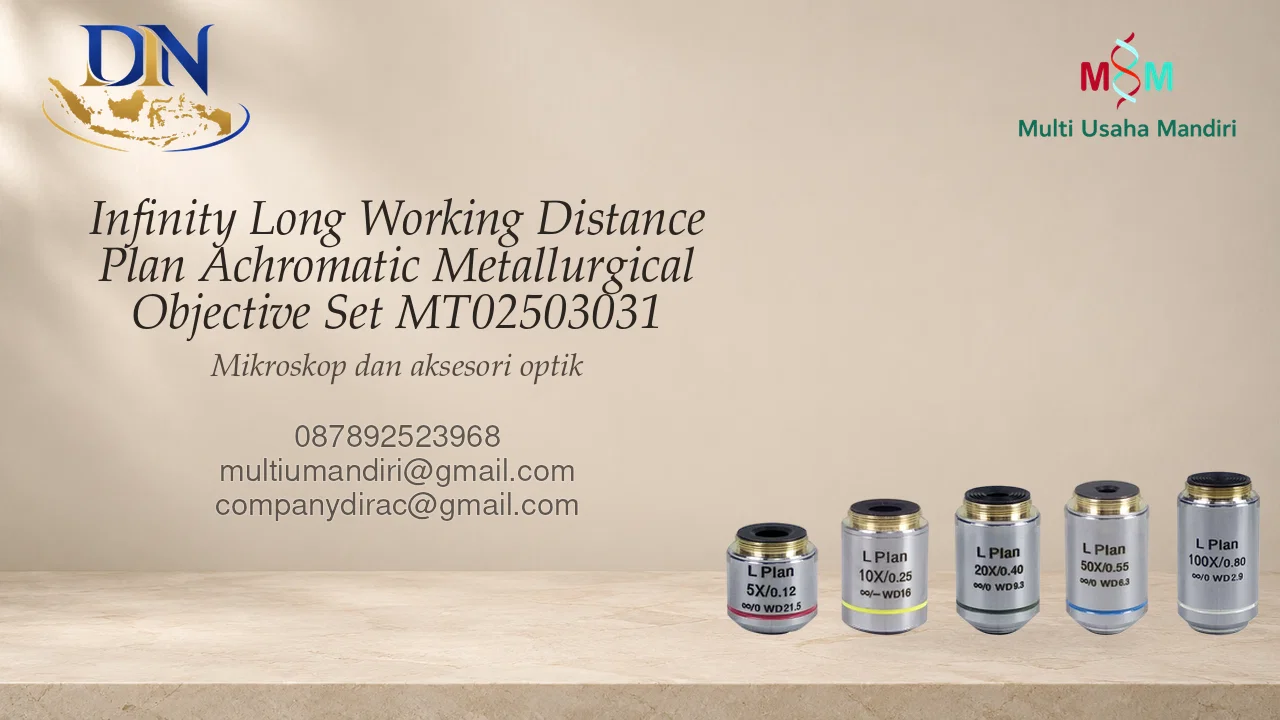 DIN
M M
Multi Usaha Mandiri
Infinity Long Working Distance
Plan Achromatic Metallurgical
Objective Set MT02503031
Mikroskop dan aksesori optik
087892523968
multiumandiri@gmail.com
companydirac@gmail.com
L Plan
5X/0.12
∞/0 WD21.5
L Plan
10X/0.25
∞/– WD16
L Plan
20X/0.40
∞/0 WD9.3
L Plan
50X/0.55
∞/0 WD6.3
L Plan
100X/0.80
∞/0 WD2.9